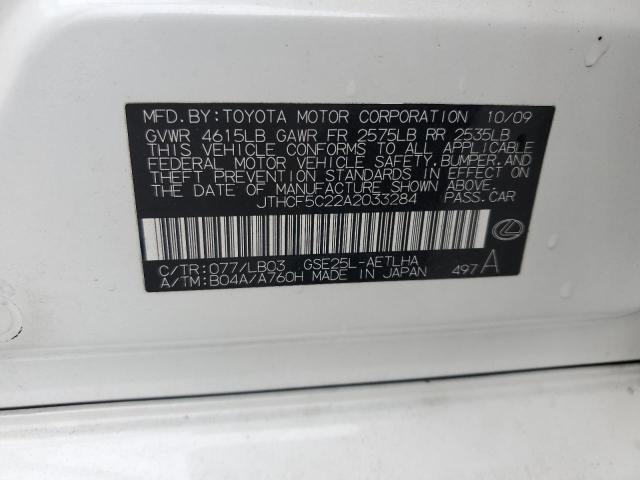 MFD. BY: TOYOTA MOTOR CORPORATION 10/09
GVWR 4615LB GAWR FR 2575LB RR 2535LB
THIS VEHICLE CONFORMS TO ALL APPLICABLE
FEDERAL MOTOR VEHICLE SAFETY, BUMPER, AND
THEFT PREVENTION STANDARDS IN EFFECT ON
THE DATE OF MANUFACTURE SHOWN ABOVE.
JTHCF5C22A2033284 PASS. CAR
C/TR: 077/LB03 GSE25L-AETLHA
A/TM: B04A/A760H MADE IN JAPAN 497 A